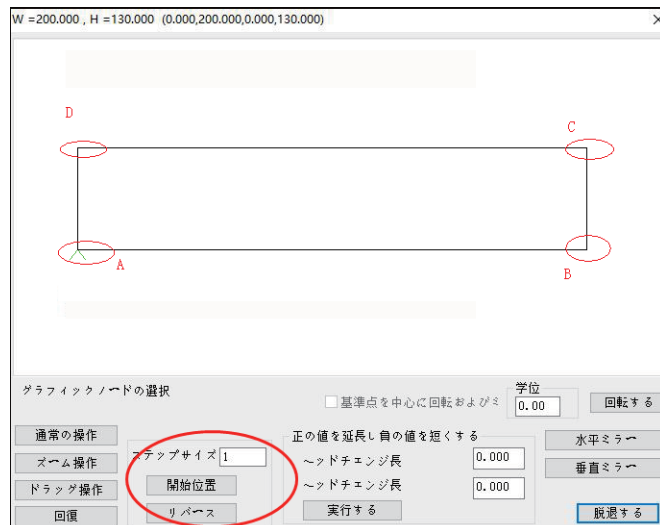 W =200.000 , H =130.000 (0.000,200.000,0.000,130.000)
D
C
A
B
グラフィックノードの選択
学位
基準点を中心に回転およびミ
0.00
回転する
通常の操作
ズーム操作
ドラッグ操作
回復
ステップサイズ 1
開始位置
リバース
正の値を延長し負の値を短くする
ヘッドチェンジ長 0.000
ヘッドチェンジ長 0.000
実行する
水平ミラー
垂直ミラー
脱退する